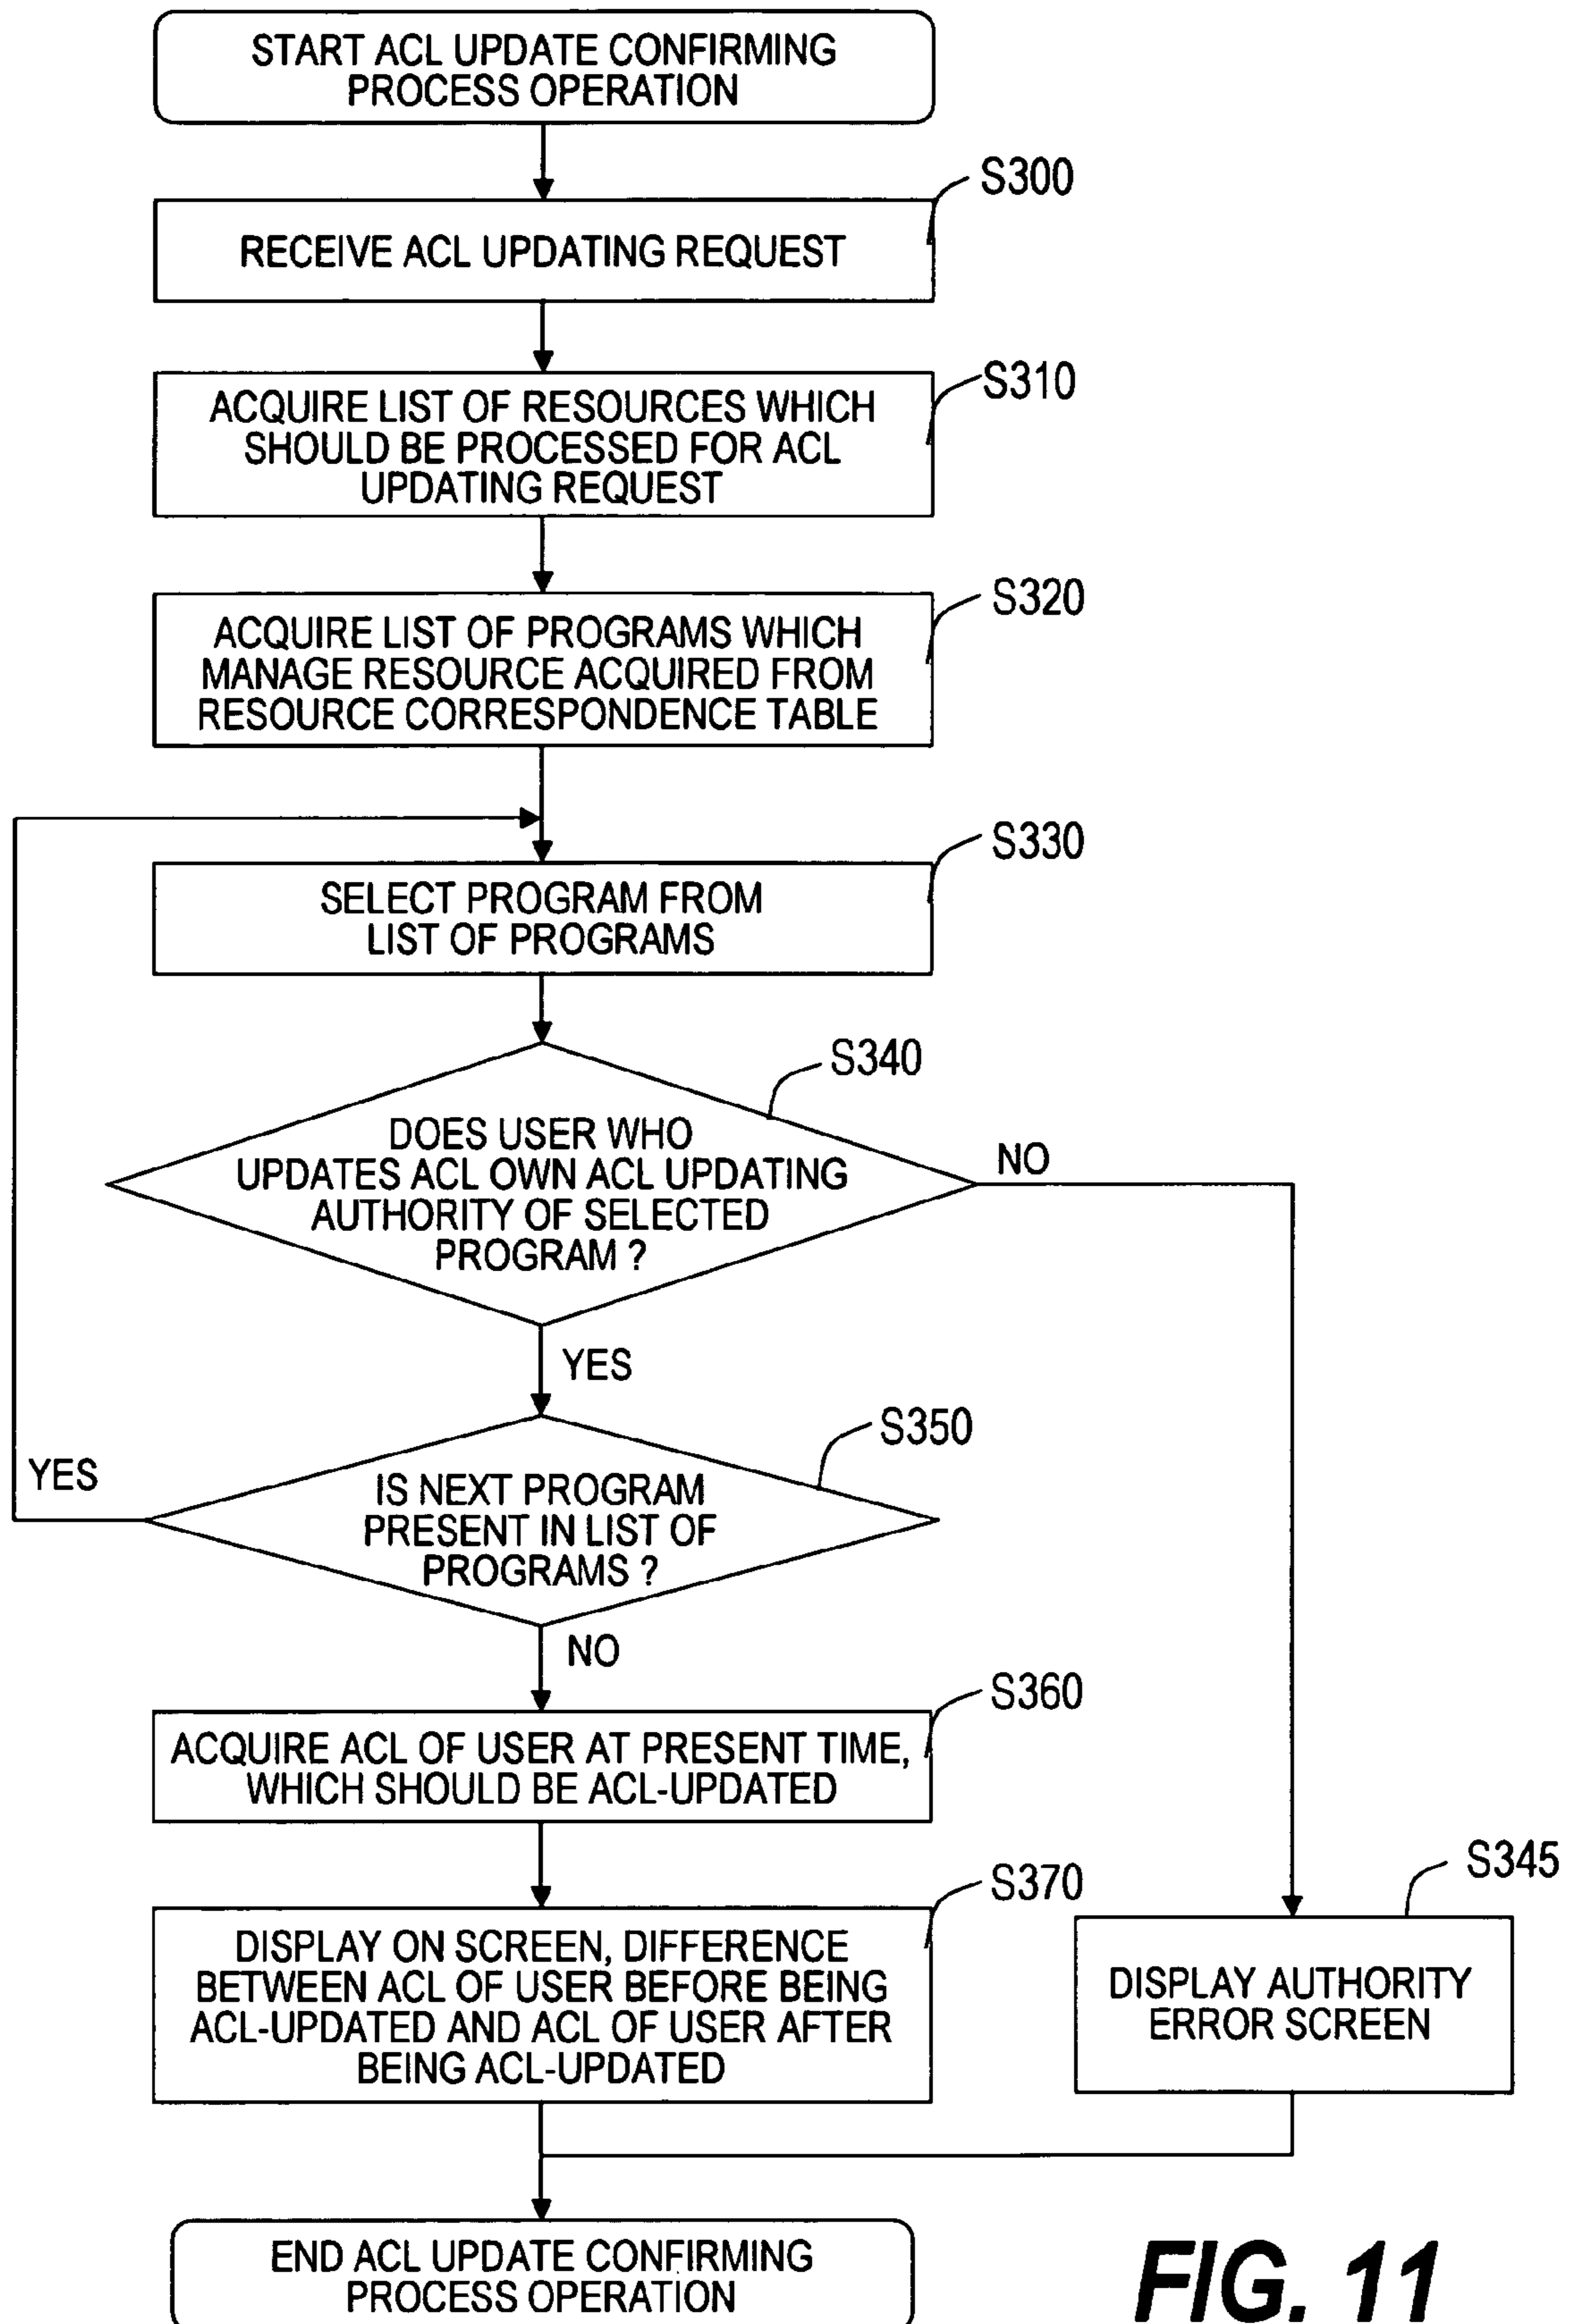 START ACL UPDATE CONFIRMING
PROCESS OPERATION
S300
RECEIVE ACL UPDATING REQUEST
S310
ACQUIRE LIST OF RESOURCES WHICH
SHOULD BE PROCESSED FOR ACL
UPDATING REQUEST
S320
ACQUIRE LIST OF PROGRAMS WHICH
MANAGE RESOURCE ACQUIRED FROM
RESOURCE CORRESPONDENCE TABLE
S330
SELECT PROGRAM FROM
LIST OF PROGRAMS
S340
DOES USER WHO
UPDATES ACL OWN ACL UPDATING
AUTHORITY OF SELECTED
PROGRAM ?
NO
YES
S350
YES
IS NEXT PROGRAM
PRESENT IN LIST OF
PROGRAMS ?
NO
S360
ACQUIRE ACL OF USER AT PRESENT TIME,
WHICH SHOULD BE ACL-UPDATED
S370
DISPLAY ON SCREEN, DIFFERENCE
BETWEEN ACL OF USER BEFORE BEING
ACL-UPDATED AND ACL OF USER AFTER
BEING ACL-UPDATED
S345
DISPLAY AUTHORITY
ERROR SCREEN
END ACL UPDATE CONFIRMING
PROCESS OPERATION
FIG. 11